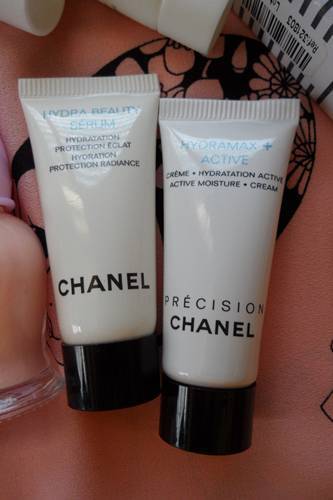 HYDRA BEAUTY
SÉRUM
HYDRATATION
PROTECTION ÉCLAT
HYDRATION
PROTECTION RADIANCE
CHANEL
HYDRAMAX +
ACTIVE
CRÈME • HYDRATATION ACTIVE
ACTIVE MOISTURE • CREAM
PRÉCISION
CHANEL